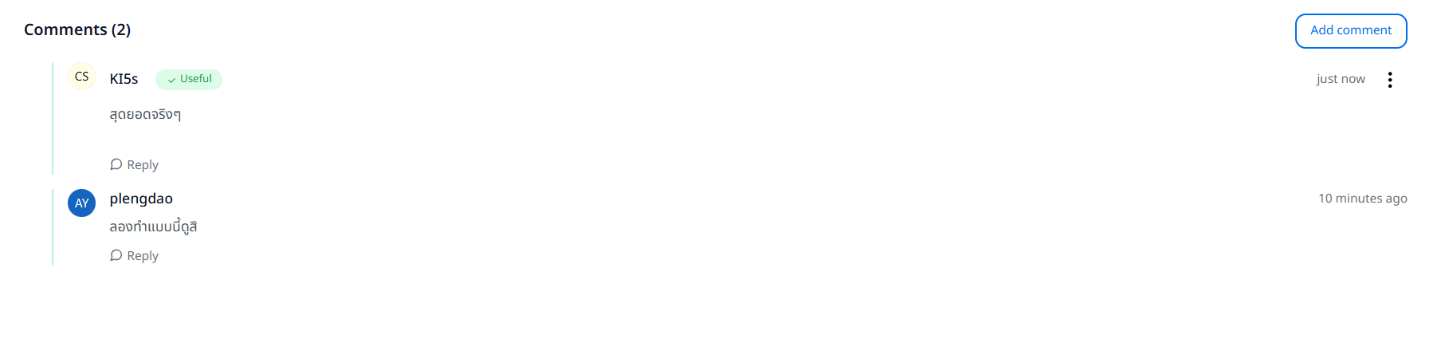 Comments (2)
Add comment
CS
KI5s
Useful
just now
สุดยอดจริงๆ
Reply
AY
plengdao
10 minutes ago
ลองทำแบบนี้ดูสิ
Reply